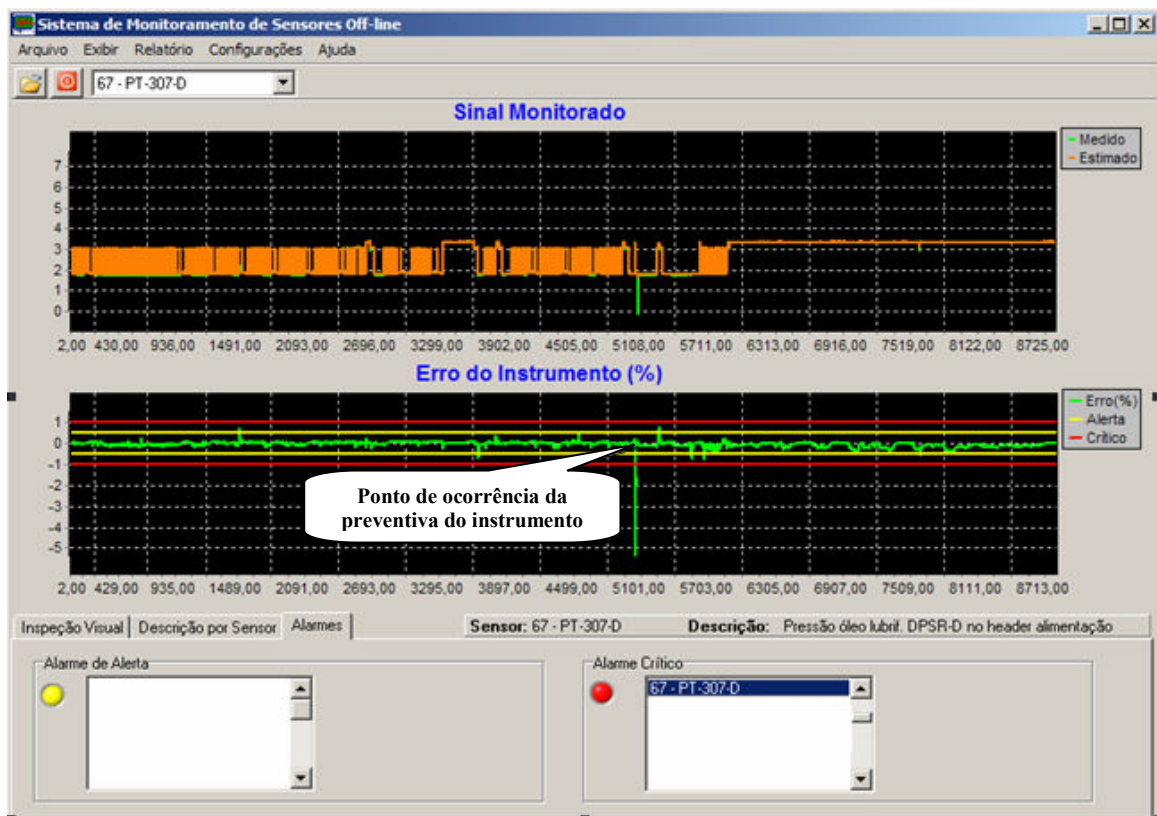 Sistema de Monitoramento de Sensores Off-line
Arquivo Exibir Relatório Configurações Ajuda
67 - PT-307-D
Sinal Monitorado
Medido
Estimado
7
6
5
4
3
2
1
0
2,00 430,00 936,00 1491,00 2093,00 2696,00 3299,00 3902,00 4505,00 5108,00 5711,00 6313,00 6916,00 7519,00 8122,00 8725,00
Erro do Instrumento (%)
Erro(%)
Alerta
Crítico
1
0
-1
-2
-3
-4
-5
Ponto de ocorrência da
preventiva do instrumento
2,00 429,00 935,00 1489,00 2091,00 2693,00 3295,00 3897,00 4499,00 5101,00 5703,00 6305,00 6907,00 7509,00 8111,00 8713,00
Inspeção Visual Descrição por Sensor Alarmes Sensor: 67 - PT-307-D Descrição: Pressão óleo lubrif. DPSR-D no header alimentação
Alarme de Alerta
Alarme Crítico
67 - PT-307-D